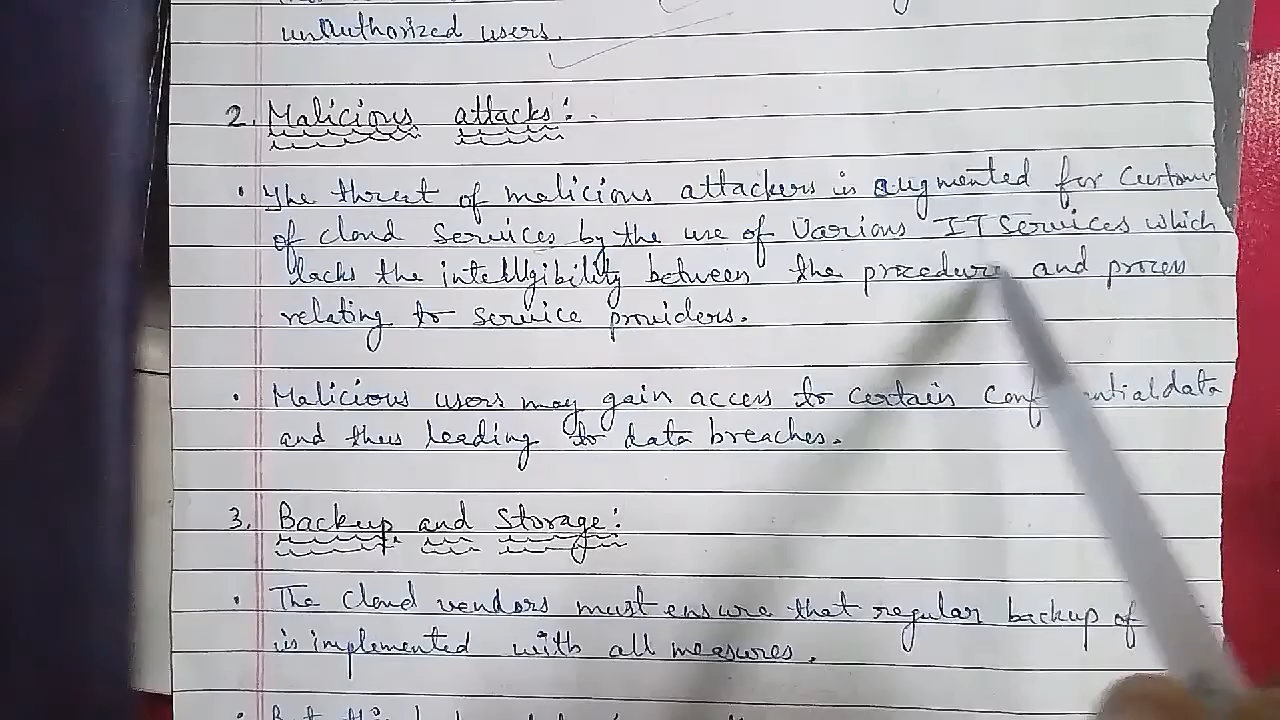 unauthorized users.
2. Malicious attacks:
• The threat of malicious attackers is augmented for customer
of cloud services by the use of various IT Services which
lacks the intelligibility between the procedure and process
relating to service providers.
• Malicious users may gain access to certain data
and thus leading to data breaches.
3. Backup and Storage:
• The cloud vendors must ensure that regular backup of
is implemented with all measures.